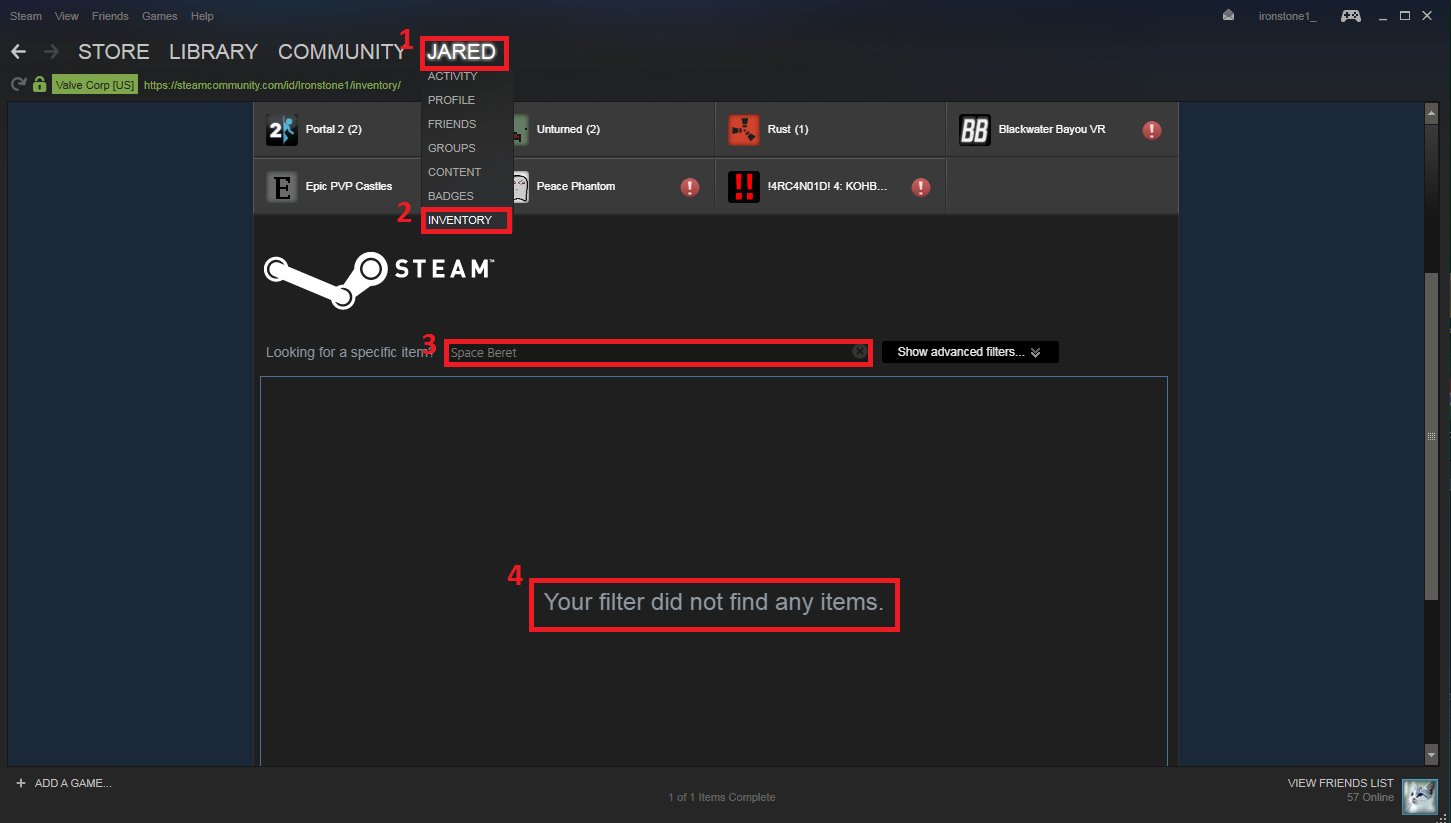 Steam View Friends Games Help
ironstone1_
1
STORE LIBRARY COMMUNITY JARED
Valve Corp [US] https://steamcommunity.com/id/Ironstone1/inventory/
ACTIVITY
PROFILE
FRIENDS
GROUPS
CONTENT
BADGES
2
INVENTORY
2 Portal 2 (2)
Unturned (2)
Rust (1)
BB Blackwater Bayou VR !
E Epic PVP Castles
Peace Phantom !
!! !4RC4N01D! 4: KOHB... !
STEAM™
3
Looking for a specific item?
Space Beret
Show advanced filters...
4
Your filter did not find any items.
+ ADD A GAME...
1 of 1 Items Complete
VIEW FRIENDS LIST
57 Online